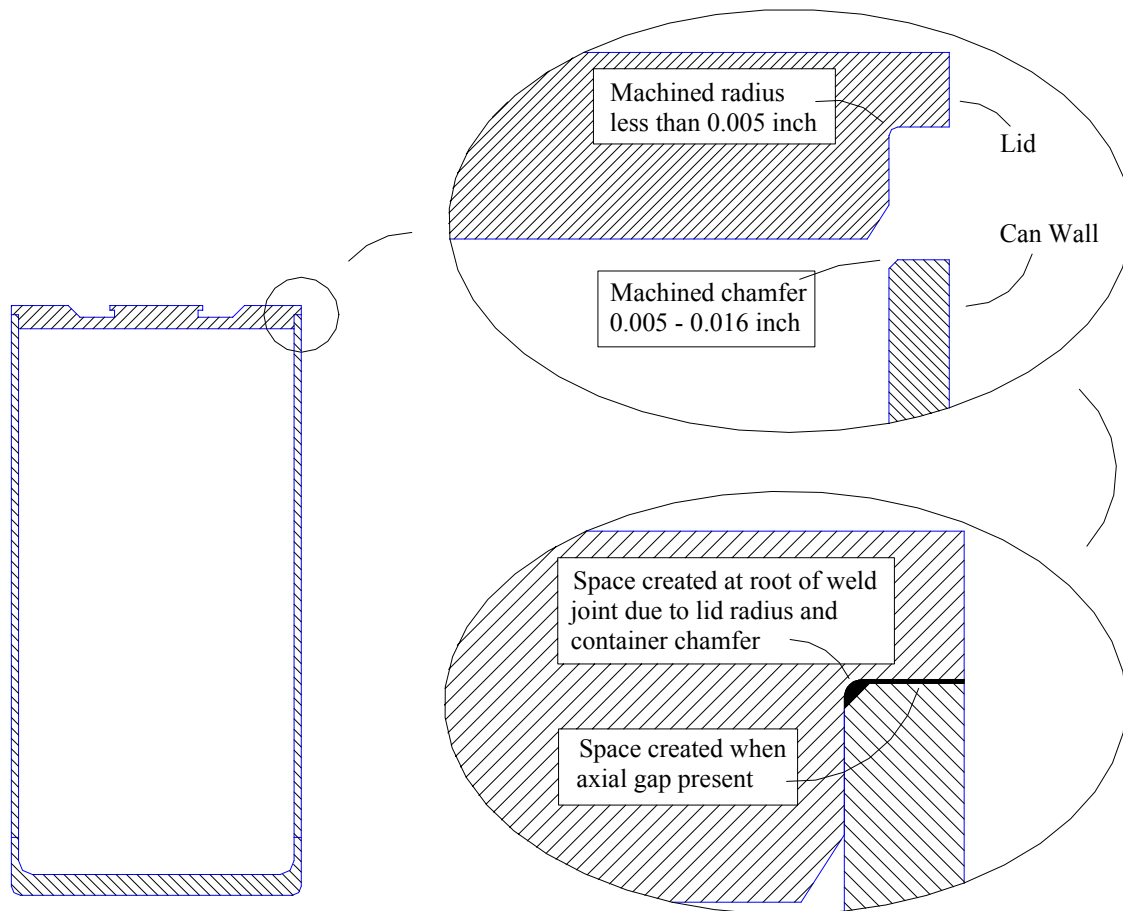 Machined radius
less than 0.005 inch
Lid
Can Wall
Machined chamfer
0.005 - 0.016 inch
Space created at root of weld
joint due to lid radius and
container chamfer
Space created when
axial gap present